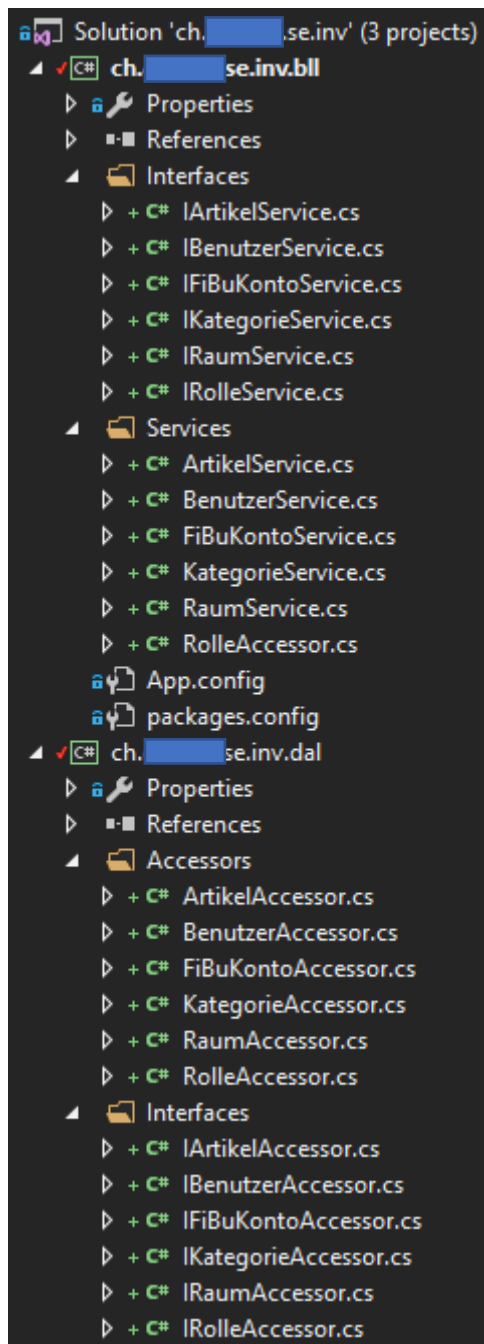 Solution 'ch. .se.inv' (3 projects)
C# ch. se.inv.bll
Properties
References
Interfaces
+ C# IArtikelService.cs
+ C# IBenutzerService.cs
+ C# IFiBuKontoService.cs
+ C# IKategorieService.cs
+ C# IRaumService.cs
+ C# IRolleService.cs
Services
+ C# ArtikelService.cs
+ C# BenutzerService.cs
+ C# FiBuKontoService.cs
+ C# KategorieService.cs
+ C# RaumService.cs
+ C# RolleAccessor.cs
App.config
packages.config
C# ch. se.inv.dal
Properties
References
Accessors
+ C# ArtikelAccessor.cs
+ C# BenutzerAccessor.cs
+ C# FiBuKontoAccessor.cs
+ C# KategorieAccessor.cs
+ C# RaumAccessor.cs
+ C# RolleAccessor.cs
Interfaces
+ C# IArtikelAccessor.cs
+ C# IBenutzerAccessor.cs
+ C# IFiBuKontoAccessor.cs
+ C# IKategorieAccessor.cs
+ C# IRaumAccessor.cs
+ C# IRolleAccessor.cs